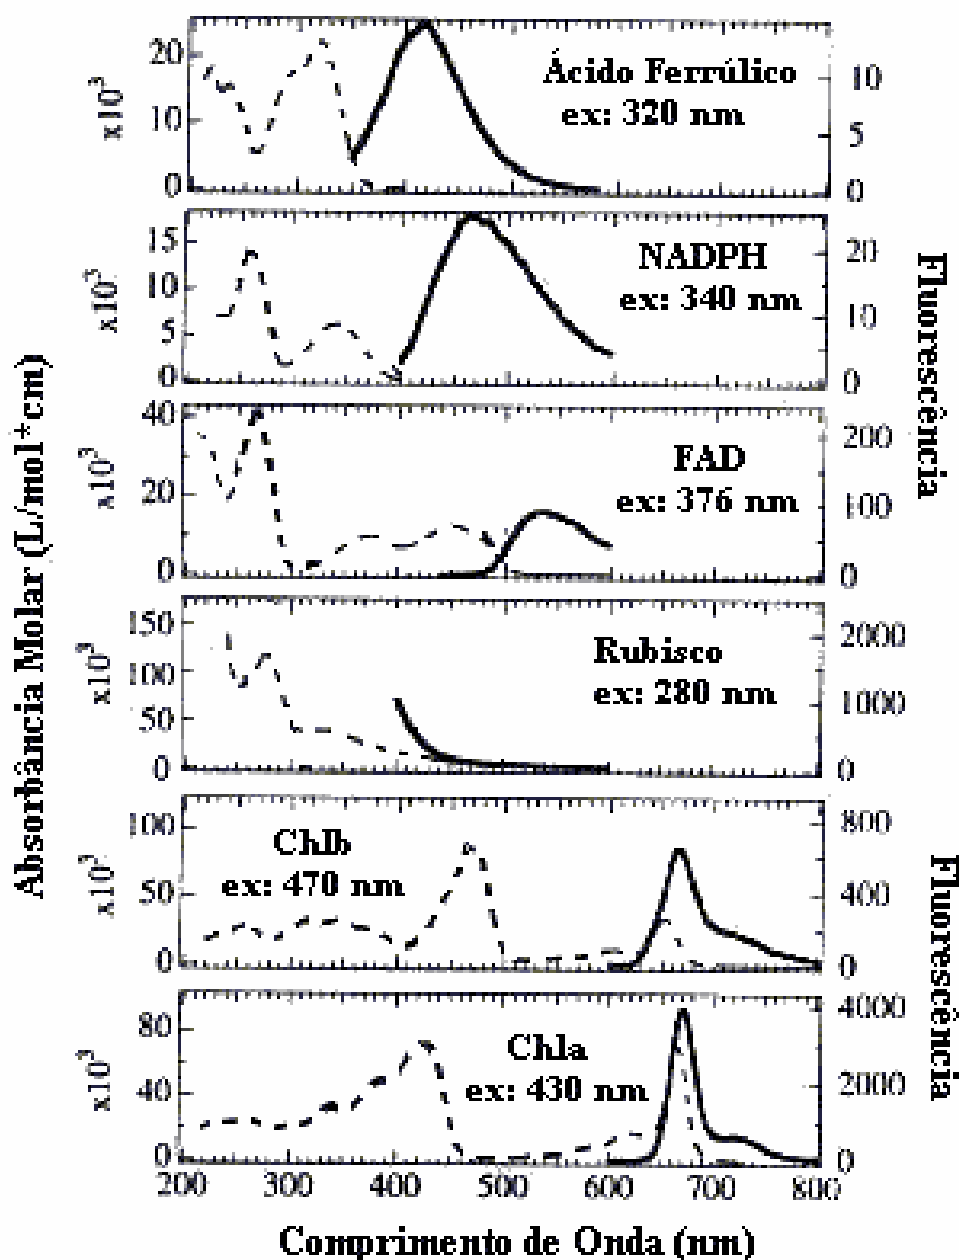 Absorbância Molar (L/mol*cm)
x10³
20
10
0
Ácido Ferrúlico
ex: 320 nm
10
5
0
x10³
15
10
5
0
NADPH
ex: 340 nm
20
10
0
Fluorescência
x10³
40
20
0
FAD
ex: 376 nm
200
100
0
x10³
150
100
50
0
Rubisco
ex: 280 nm
2000
1000
0
x10³
100
50
0
Chlb
ex: 470 nm
800
400
0
Fluorescência
x10³
80
40
0
Chla
ex: 430 nm
4000
2000
0
200 300 400 500 600 700 800
Comprimento de Onda (nm)